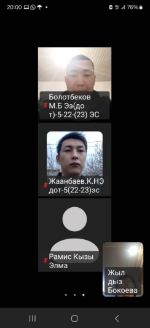 20:00
76%
Болотбеков
М.Б Ээ(до
т)-5-22-(23) ЭС
Жаанбаев.К.НЭ
дот-5(22-23)эс
Рамис Кызы
Элма
Жыл
дыз
Бокоева